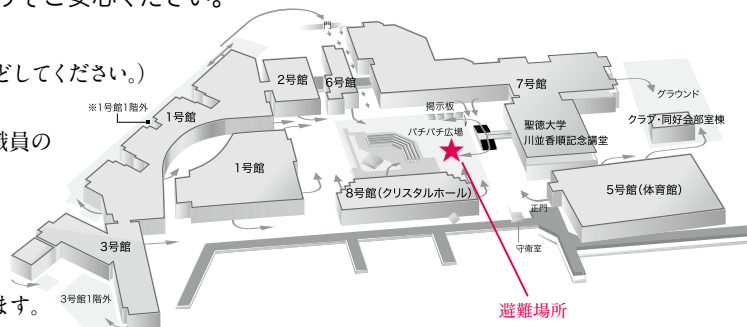 ご安心ください。
どしてください。)
職員の
ます。
門
2号館
6号館
7号館
※1号館1階外
1号館
掲示板
パチパチ広場
グラウンド
クラブ・同好会部室棟
聖徳大学
川並香順記念講堂
1号館
8号館(クリスタルホール)
5号館(体育館)
正門
守衛室
3号館
3号館1階外
避難場所